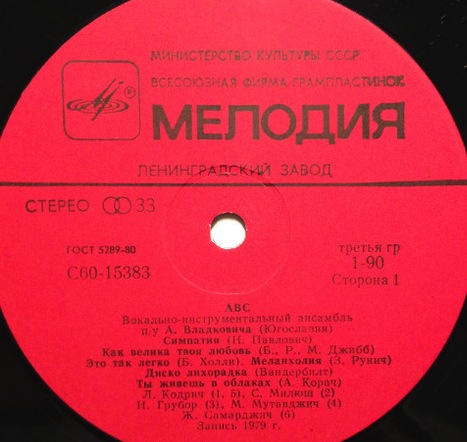 МИНИСТЕРСТВО КУЛЬТУРЫ СССР
ВСЕСОЮЗНАЯ ФИРМА ГРАМПЛАСТИНОК
®
МЕЛОДИЯ
ЛЕНИНГРАДСКИЙ ЗАВОД
СТЕРЕО 33
ГОСТ 5289-80
третья гр
С60-15383
1-90
Сторона 1
АВС
Вокально-инструментальный ансамбль
п/у А. Владковича (Югославия)
Симпатия (И. Павлович)
Как велика твоя любовь (Б., Р., М. Джибб)
Это так легко (Б. Холли). Меланхолия (З. Рунич)
Диско лихорадка (Вандербилт)
Ты живешь в облаках (А. Корач)
Л. Кодрич (1, 5), С. Милюш (2)
И. Грубор (3), М. Мутавджич (4)
Ж. Самарджяч (6)
Запись 1979 г.